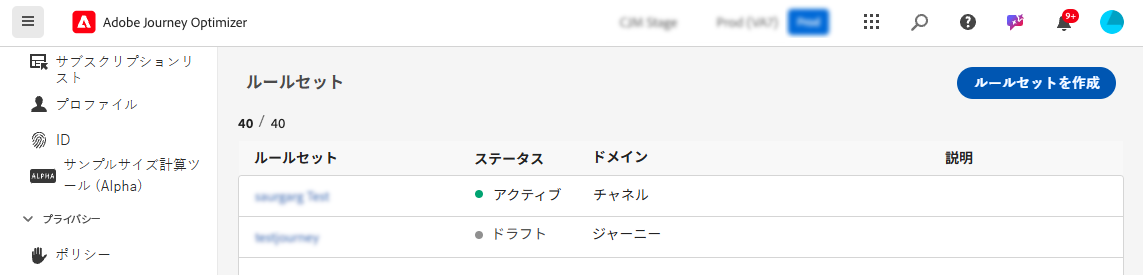 Adobe Journey Optimizer
9+
サブスクリプションリ
スト
プロファイル
ID
ALPHA
サンプルサイズ計算ツ
ール (Alpha)
プライバシー
ポリシー
ルールセット
ルールセットを作成
40 / 40
ルールセット ステータス ドメイン 説明
アクティブ チャネル
ドラフト ジャーニー